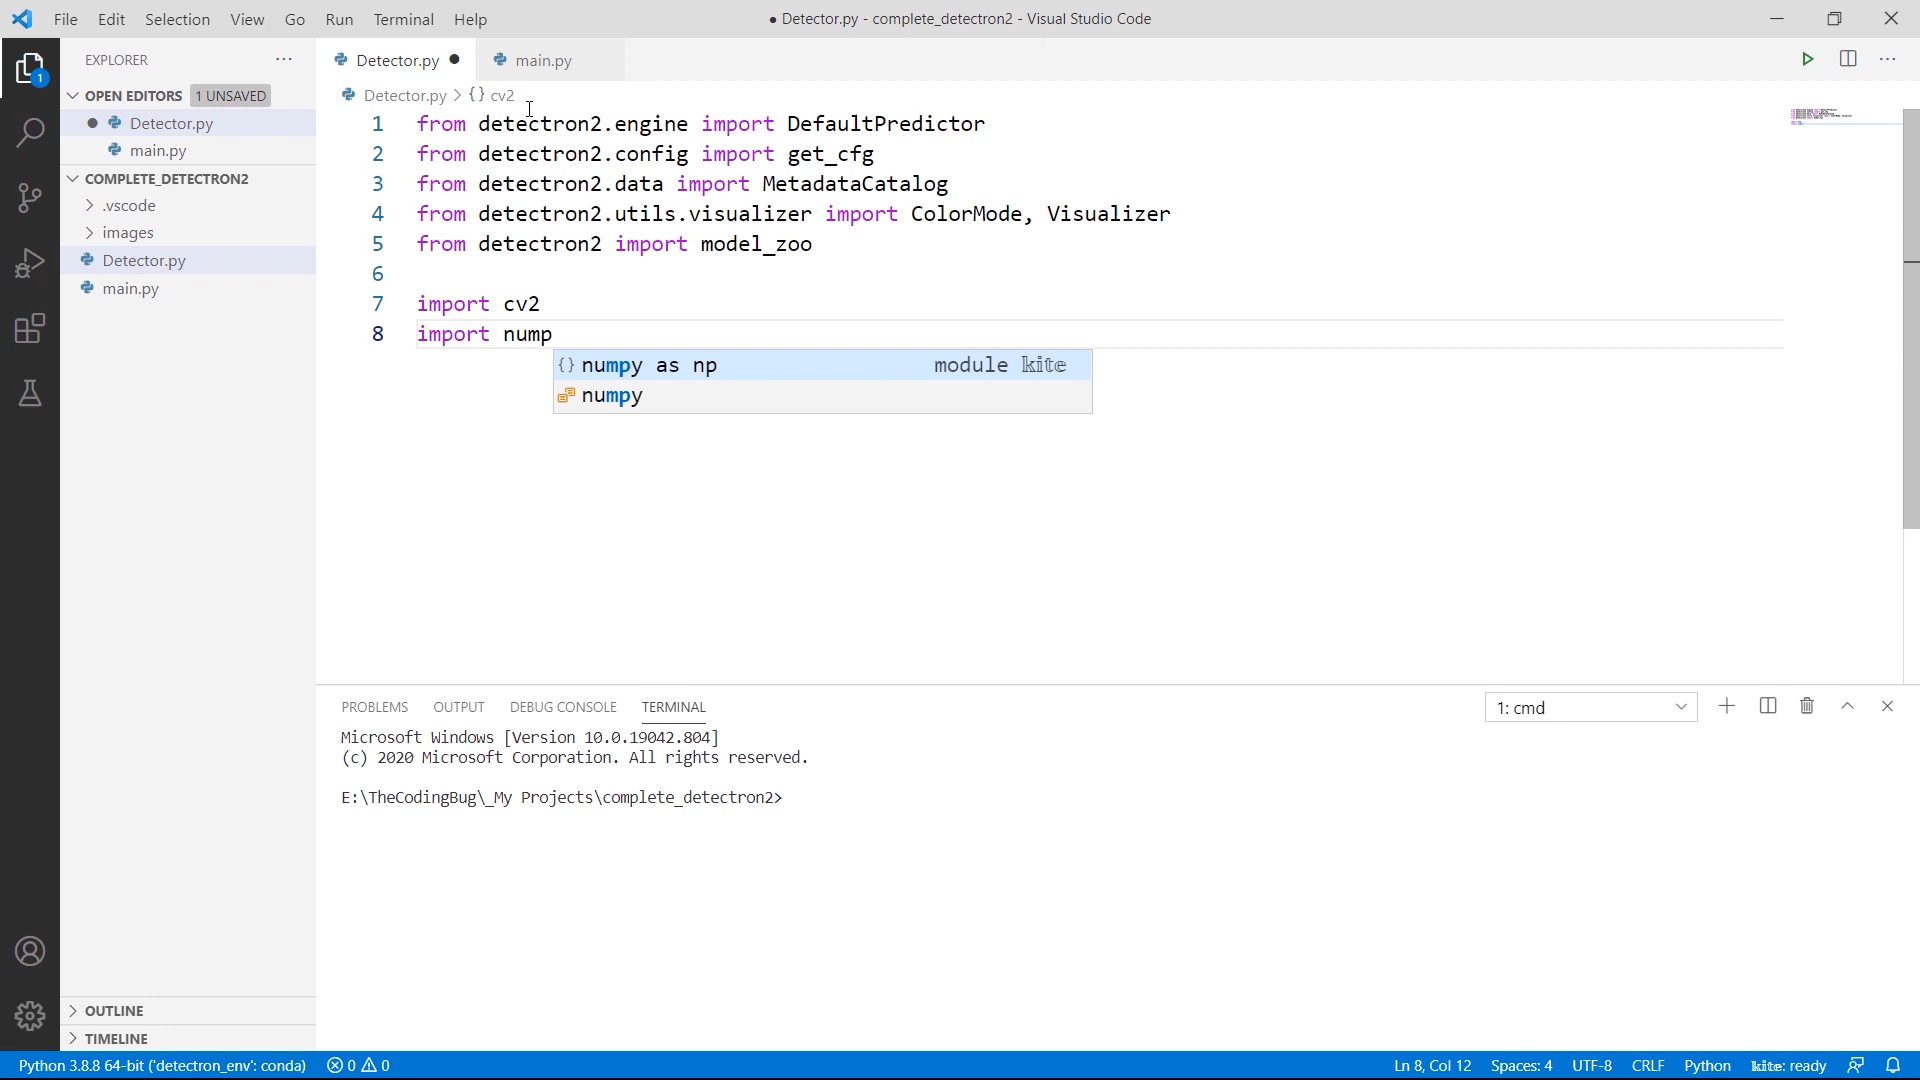 File Edit Selection View Go Run Terminal Help
● Detector.py - complete_detectron2 - Visual Studio Code
EXPLORER
1
OPEN EDITORS 1 UNSAVED
Detector.py
main.py
COMPLETE_DETECTRON2
.vscode
images
Detector.py
main.py
OUTLINE
TIMELINE
Detector.py ● main.py
Detector.py > {} cv2
1 from detectron2.engine import DefaultPredictor
2 from detectron2.config import get_cfg
3 from detectron2.data import MetadataCatalog
4 from detectron2.utils.visualizer import ColorMode, Visualizer
5 from detectron2 import model_zoo
6
7 import cv2
8 import nump
{} numpy as np module kite
numpy
PROBLEMS OUTPUT DEBUG CONSOLE TERMINAL
1: cmd
Microsoft Windows [Version 10.0.19042.804]
(c) 2020 Microsoft Corporation. All rights reserved.
E:\TheCodingBug\_My Projects\complete_detectron2>
Python 3.8.8 64-bit ('detectron_env': conda) 0 0
Ln 8, Col 12 Spaces: 4 UTF-8 CRLF Python kite: ready